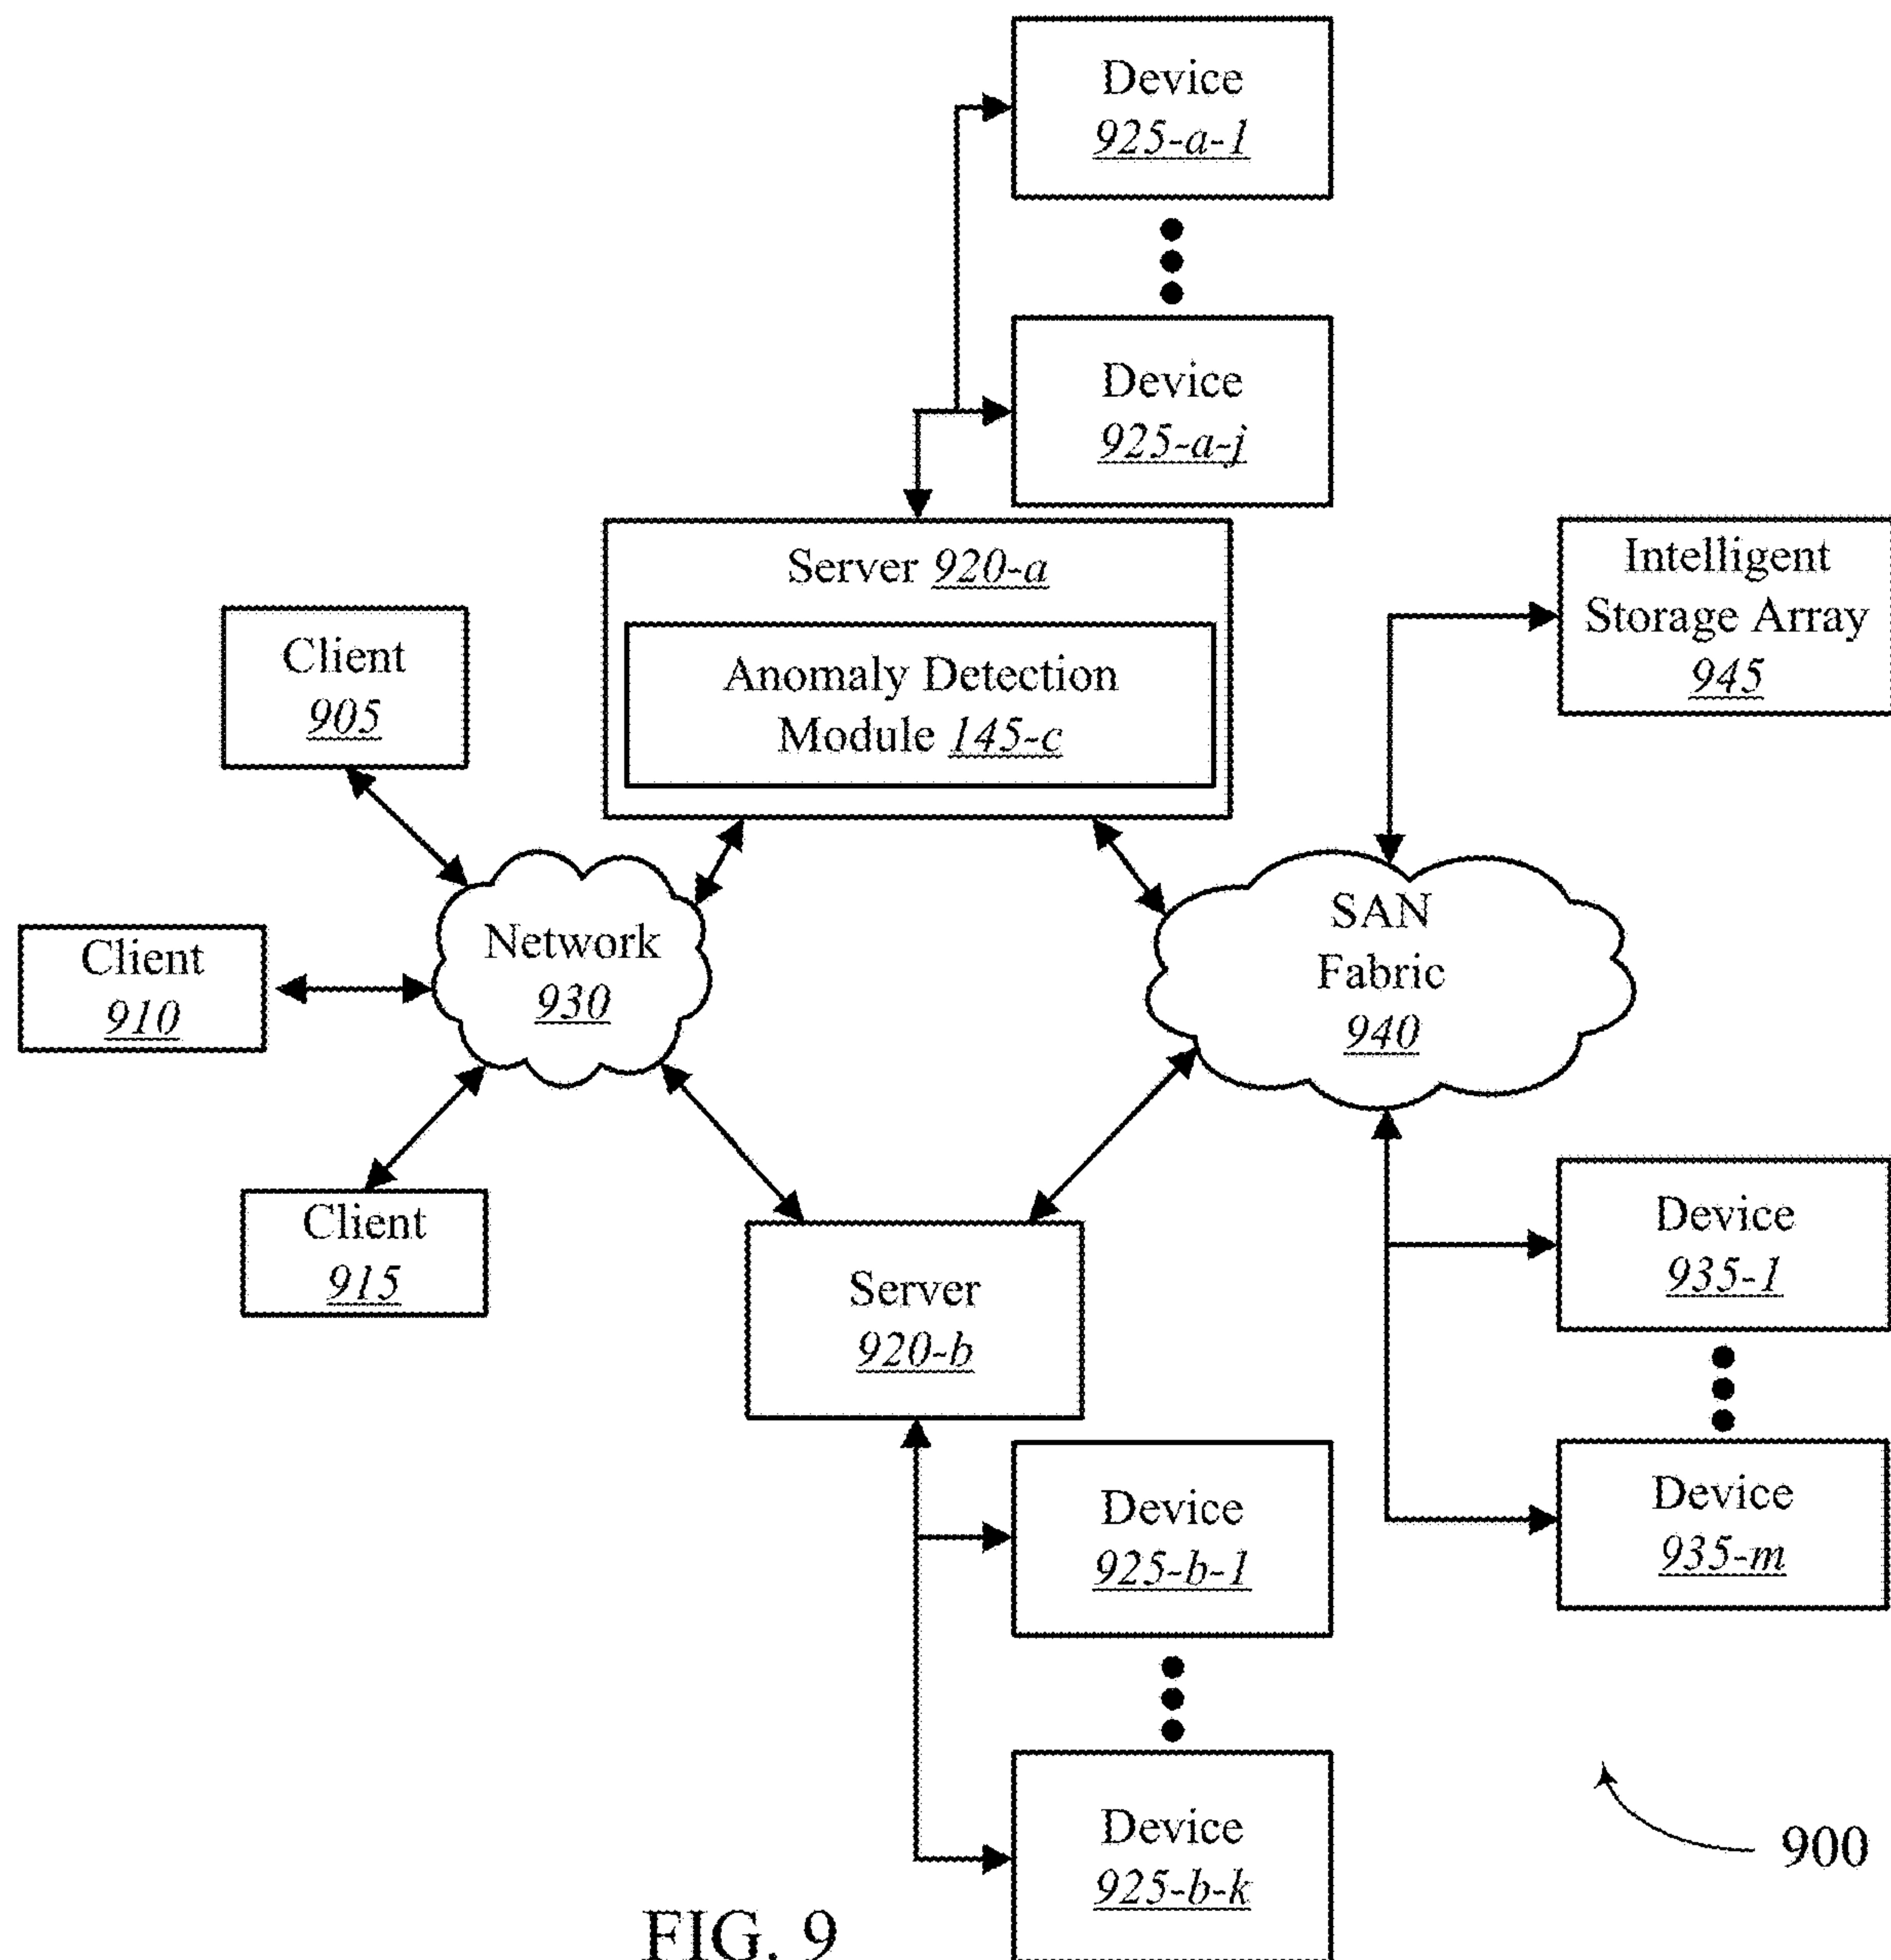 Device
925-a-1
Device
925-a-j
Server 920-a
Anomaly Detection
Module 145-c
Intelligent
Storage Array
945
Client
905
Network
930
SAN
Fabric
940
Client
910
Client
915
Server
920-b
Device
935-1
Device
935-m
Device
925-b-1
Device
925-b-k
900
FIG. 9